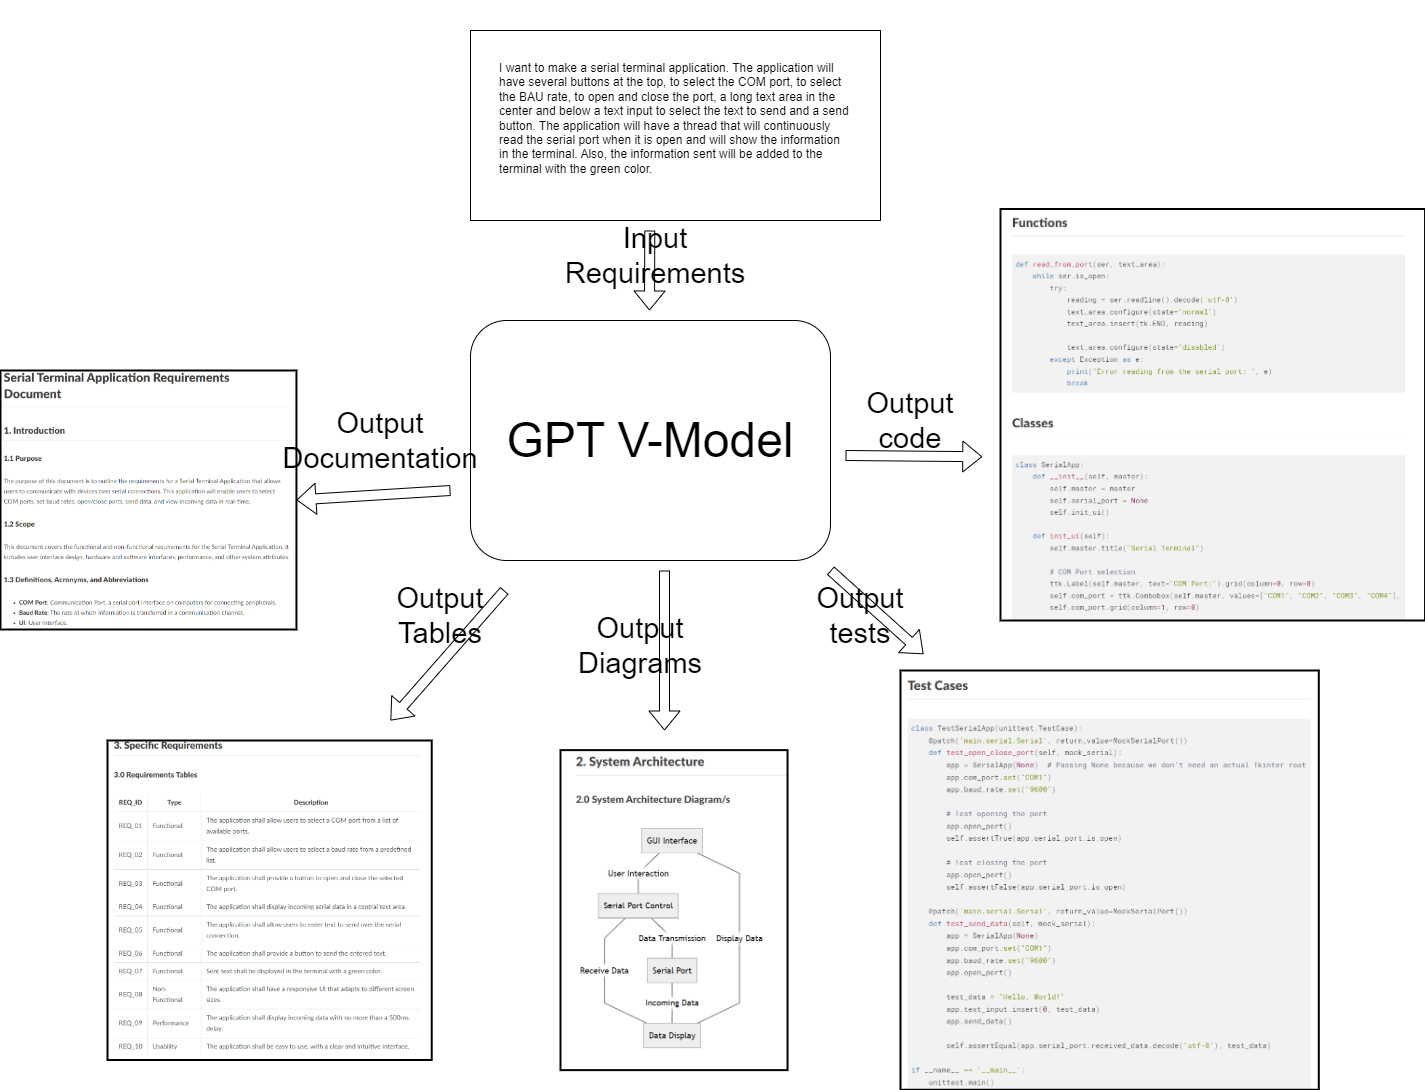 I want to make a serial terminal application. The application will
have several buttons at the top, to select the COM port, to select
the BAU rate, to open and close the port, a long text area in the
center and below a text input to select the text to send and a send
button. The application will have a thread that will continuously
read the serial port when it is open and will show the information
in the terminal. Also, the information sent will be added to the
terminal with the green color.
Input
Requirements
GPT V-Model
Output
Documentation
Output
code
Output
Tables
Output
Diagrams
Output
tests
Serial Terminal Application Requirements
Document
1. Introduction
1.1 Purpose
The purpose of this document is to outline the requirements for a Serial Terminal Application that allows
users to communicate with devices over serial connections. This application will enable users to select
COM ports, set baud rates, open/close ports, send data, and view incoming data in real-time.
1.2 Scope
This document covers the functional and non-functional requirements for the Serial Terminal Application. It
includes user interface design, hardware and software interfaces, performance, and other system attributes.
1.3 Definitions, Acronyms, and Abbreviations
• COM Port: Communication Port, a serial port interface on computers for connecting peripherals.
• Baud Rate: The rate at which information is transferred in a communication channel.
• UI: User Interface.
Functions
def read_from_port(ser, text_area):
while ser.is_open:
try:
reading = ser.readline().decode('utf-8')
text_area.configure(state='normal')
text_area.insert(tk.END, reading)
text_area.configure(state='disabled')
except Exception as e:
print("Error reading from the serial port: ", e)
break
Classes
class SerialApp:
def __init__(self, master):
self.master = master
self.serial_port = None
self.init_ui()
def init_ui(self):
self.master.title("Serial Terminal")
# COM Port selection
ttk.Label(self.master, text="COM Port:").grid(column=0, row=0)
self.com_port = ttk.Combobox(self.master, values=["COM1", "COM2", "COM3", "COM4"],
self.com_port.grid(column=1, row=0)
3. Specific Requirements
3.0 Requirements Tables
REQ_ID Type Description
REQ_01 Functional The application shall allow users to select a COM port from a list of
available ports.
REQ_02 Functional The application shall allow users to select a baud rate from a predefined
list.
REQ_03 Functional The application shall provide a button to open and close the selected
COM port.
REQ_04 Functional The application shall display incoming serial data in a central text area.
REQ_05 Functional The application shall allow users to enter text to send over the serial
connection.
REQ_06 Functional The application shall provide a button to send the entered text.
REQ_07 Functional Sent text shall be displayed in the terminal with a green color.
REQ_08 Non-
Functional The application shall have a responsive UI that adapts to different screen
sizes.
REQ_09 Performance The application shall display incoming data with no more than a 500ms
delay.
REQ_10 Usability The application shall be easy to use, with a clear and intuitive interface.
2. System Architecture
2.0 System Architecture Diagram/s
GUI Interface
User Interaction
Serial Port Control
Data Transmission Display Data
Receive Data Serial Port
Incoming Data
Data Display
Test Cases
class TestSerialApp(unittest.TestCase):
@patch('main.serial.Serial', return_value=MockSerialPort())
def test_open_close_port(self, mock_serial):
app = SerialApp(None) # Passing None because we don't need an actual Tkinter root
app.com_port.set("COM1")
app.baud_rate.set("9600")
# Test opening the port
app.open_port()
self.assertTrue(app.serial_port.is_open)
# Test closing the port
app.open_port()
self.assertFalse(app.serial_port.is_open)
@patch('main.serial.Serial', return_value=MockSerialPort())
def test_send_data(self, mock_serial):
app = SerialApp(None)
app.com_port.set("COM1")
app.baud_rate.set("9600")
app.open_port()
test_data = "Hello, World!"
app.text_input.insert(0, test_data)
app.send_data()
self.assertEqual(app.serial_port.received_data.decode('utf-8'), test_data)
if __name__ == '__main__':
unittest.main()